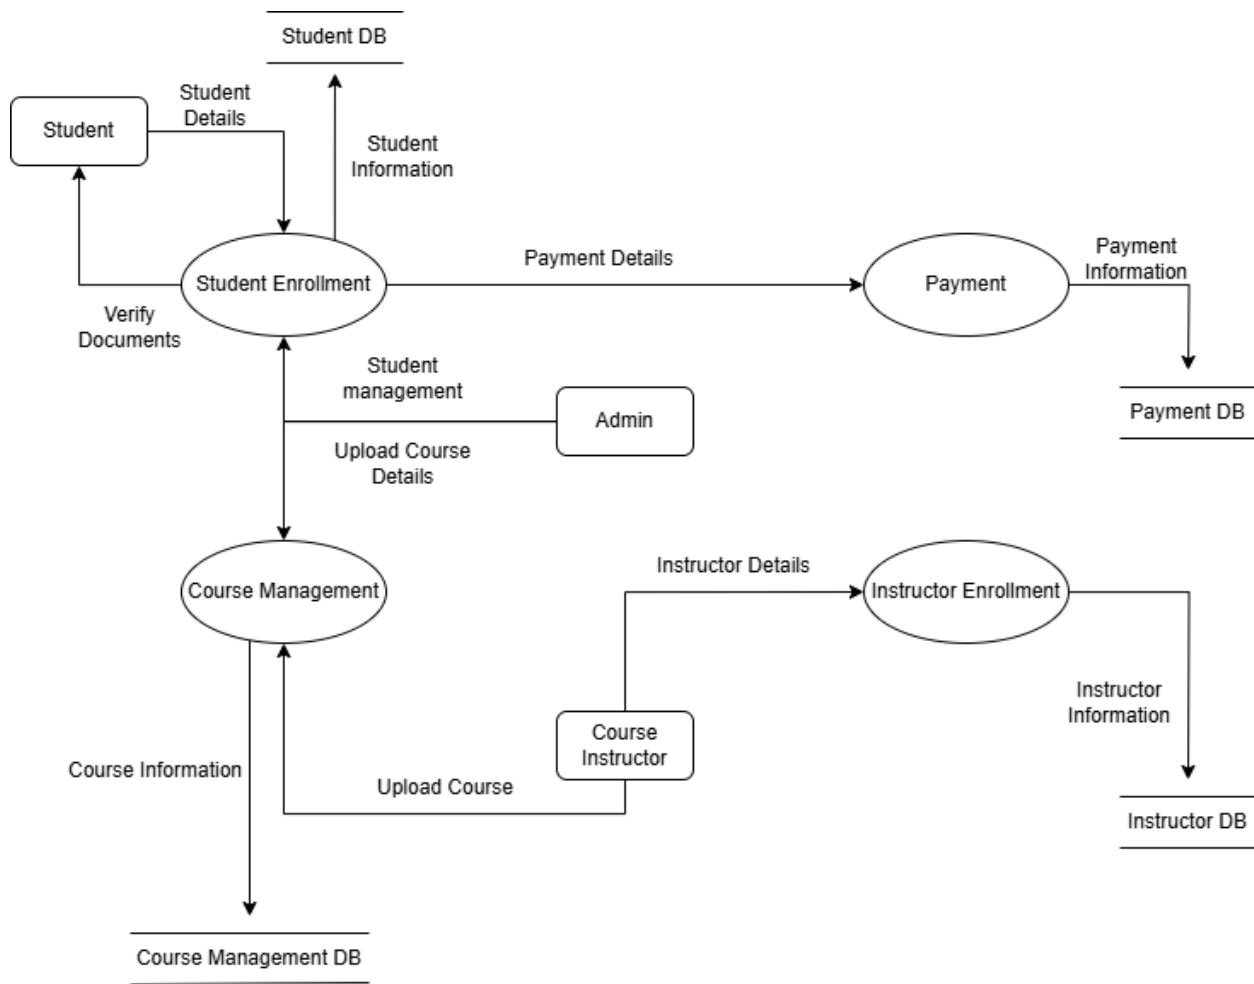 Student DB
Student
Details
Student
Student
Information
Payment Details
Payment
Information
Student Enrollment
Payment
Verify
Documents
Student
management
Admin
Payment DB
Upload Course
Details
Instructor Details
Course Management
Instructor Enrollment
Instructor
Information
Course
Instructor
Course Information
Upload Course
Instructor DB
Course Management DB